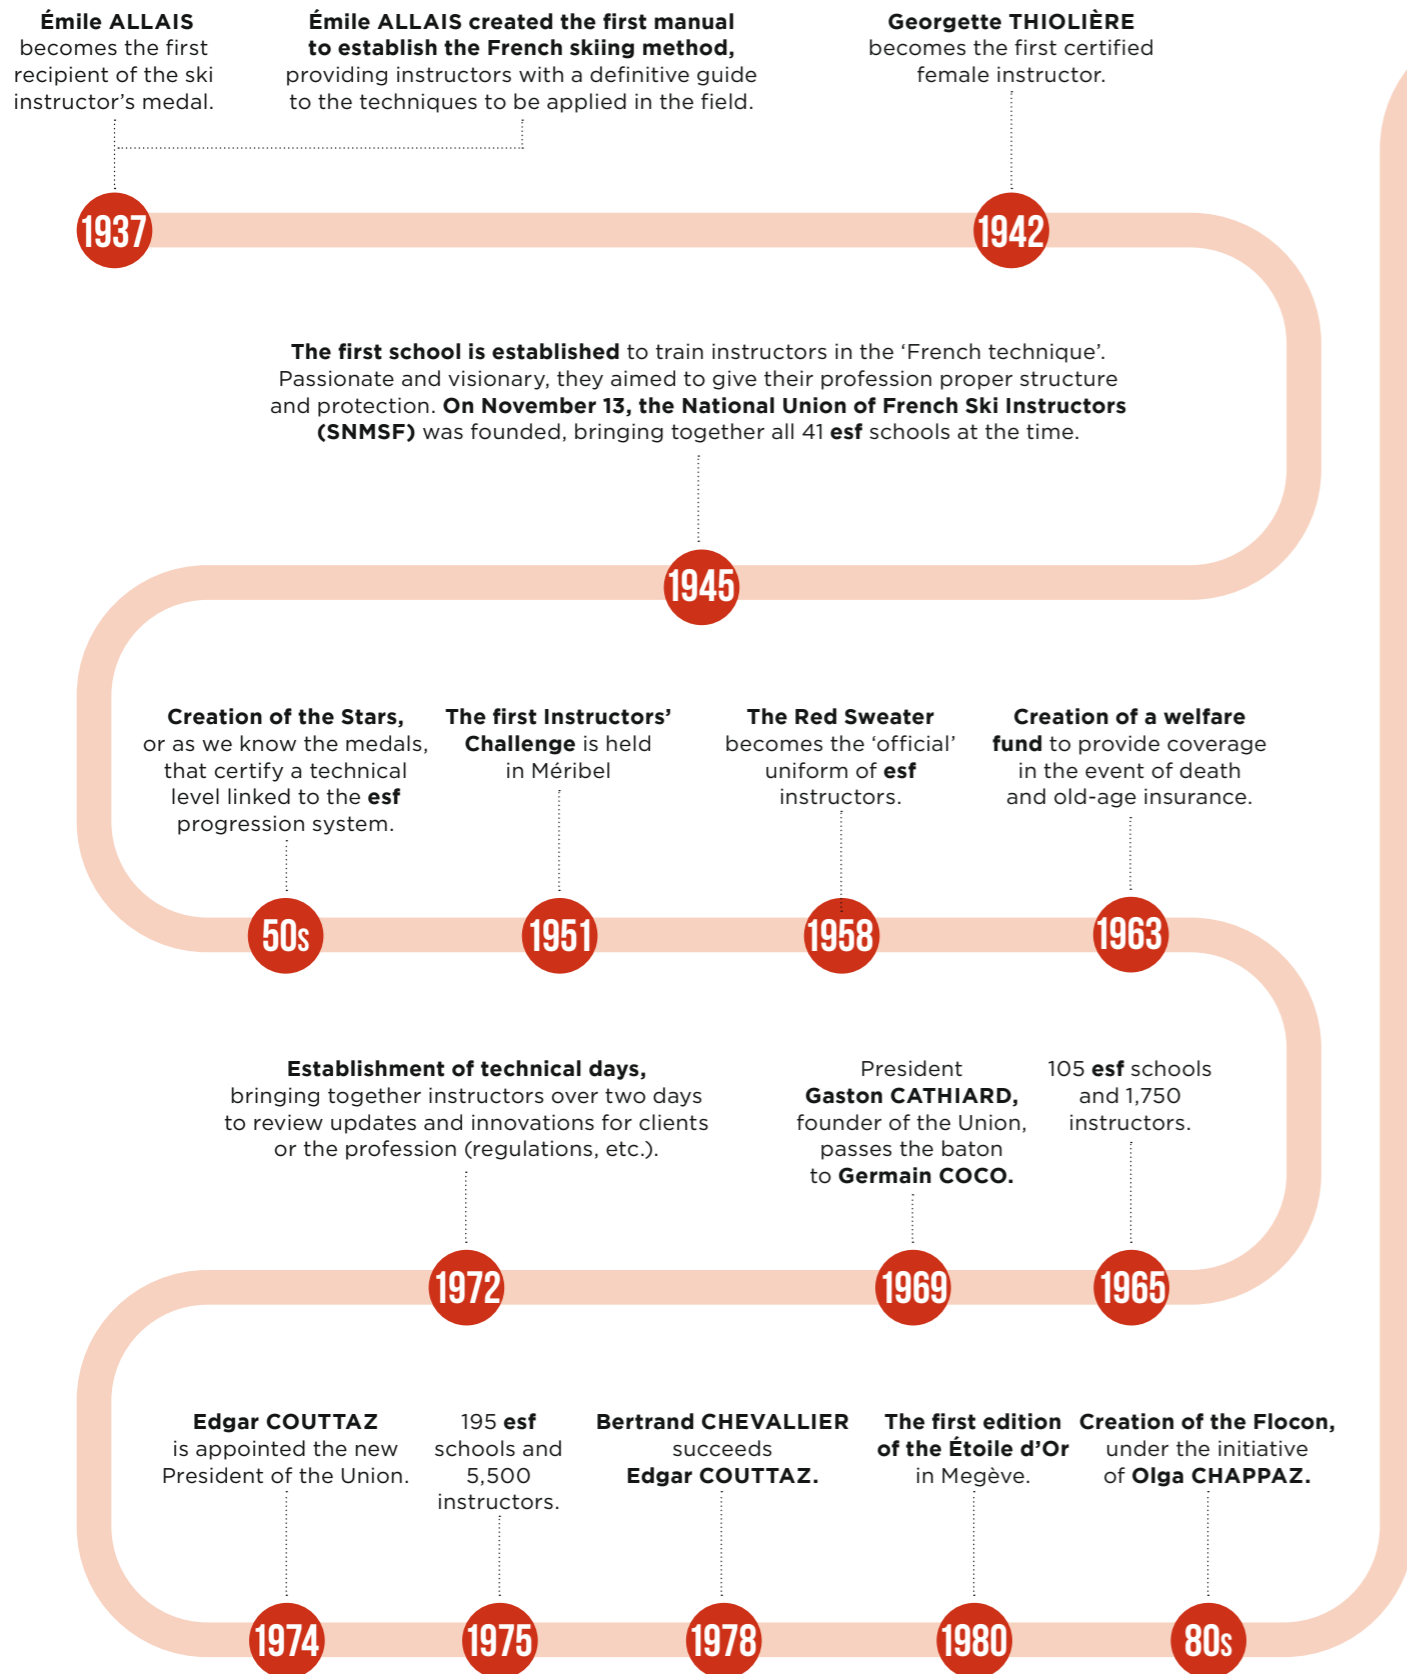 Émile ALLAIS
becomes the first
recipient of the ski
instructor’s medal.
Émile ALLAIS created the first manual
to establish the French skiing method,
providing instructors with a definitive guide
to the techniques to be applied in the field.
Georgette THIOLIÈRE
becomes the first certified
female instructor.
1937
1942
The first school is established to train instructors in the ‘French technique’.
Passionate and visionary, they aimed to give their profession proper structure
and protection. On November 13, the National Union of French Ski Instructors
(SNMSF) was founded, bringing together all 41 esf schools at the time.
1945
Creation of the Stars,
or as we know the medals,
that certify a technical
level linked to the esf
progression system.
The first Instructors’
Challenge is held
in Méribel
The Red Sweater
becomes the ‘official’
uniform of esf
instructors.
Creation of a welfare
fund to provide coverage
in the event of death
and old-age insurance.
50s
1951
1958
1963
Establishment of technical days,
bringing together instructors over two days
to review updates and innovations for clients
or the profession (regulations, etc.).
President
Gaston CATHIARD,
founder of the Union,
passes the baton
to Germain COCO.
105 esf schools
and 1,750
instructors.
1972
1969
1965
Edgar COUTTAZ
is appointed the new
President of the Union.
195 esf
schools and
5,500
instructors.
Bertrand CHEVALLIER
succeeds
Edgar COUTTAZ.
The first edition
of the Étoile d’Or
in Megève.
Creation of the Flocon,
under the initiative
of Olga CHAPPAZ.
1974
1975
1978
1980
80s